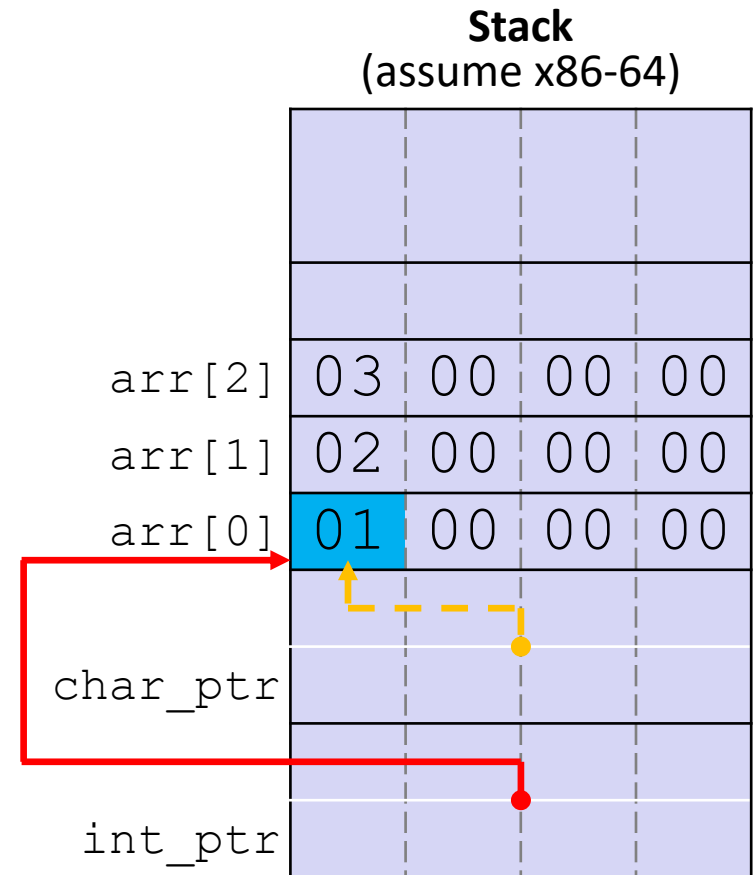 Stack
(assume x86-64)
arr[2] 03 00 00 00
arr[1] 02 00 00 00
arr[0] 01 00 00 00
char_ptr
int_ptr